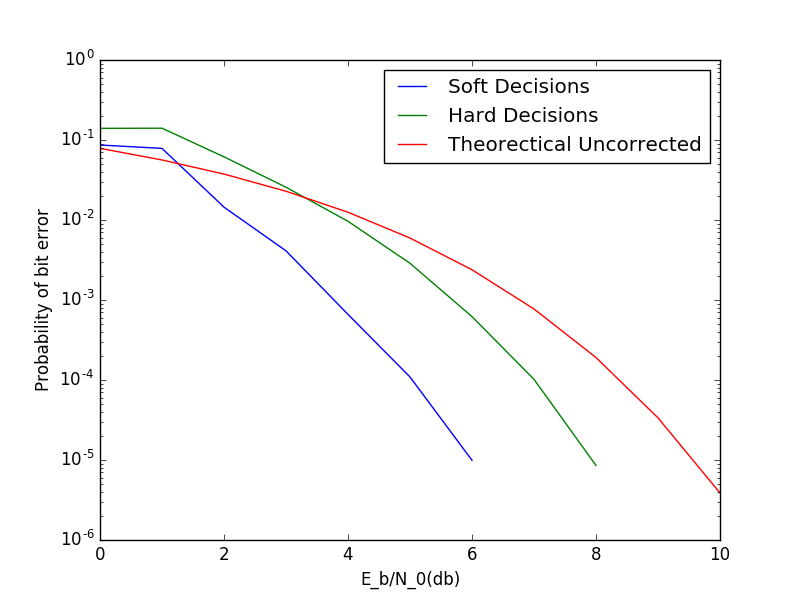 10^0
10^-1
10^-2
10^-3
10^-4
10^-5
10^-6
Probability of bit error
Soft Decisions
Hard Decisions
Theorectical Uncorrected
0 2 4 6 8 10
E_b/N_0(db)